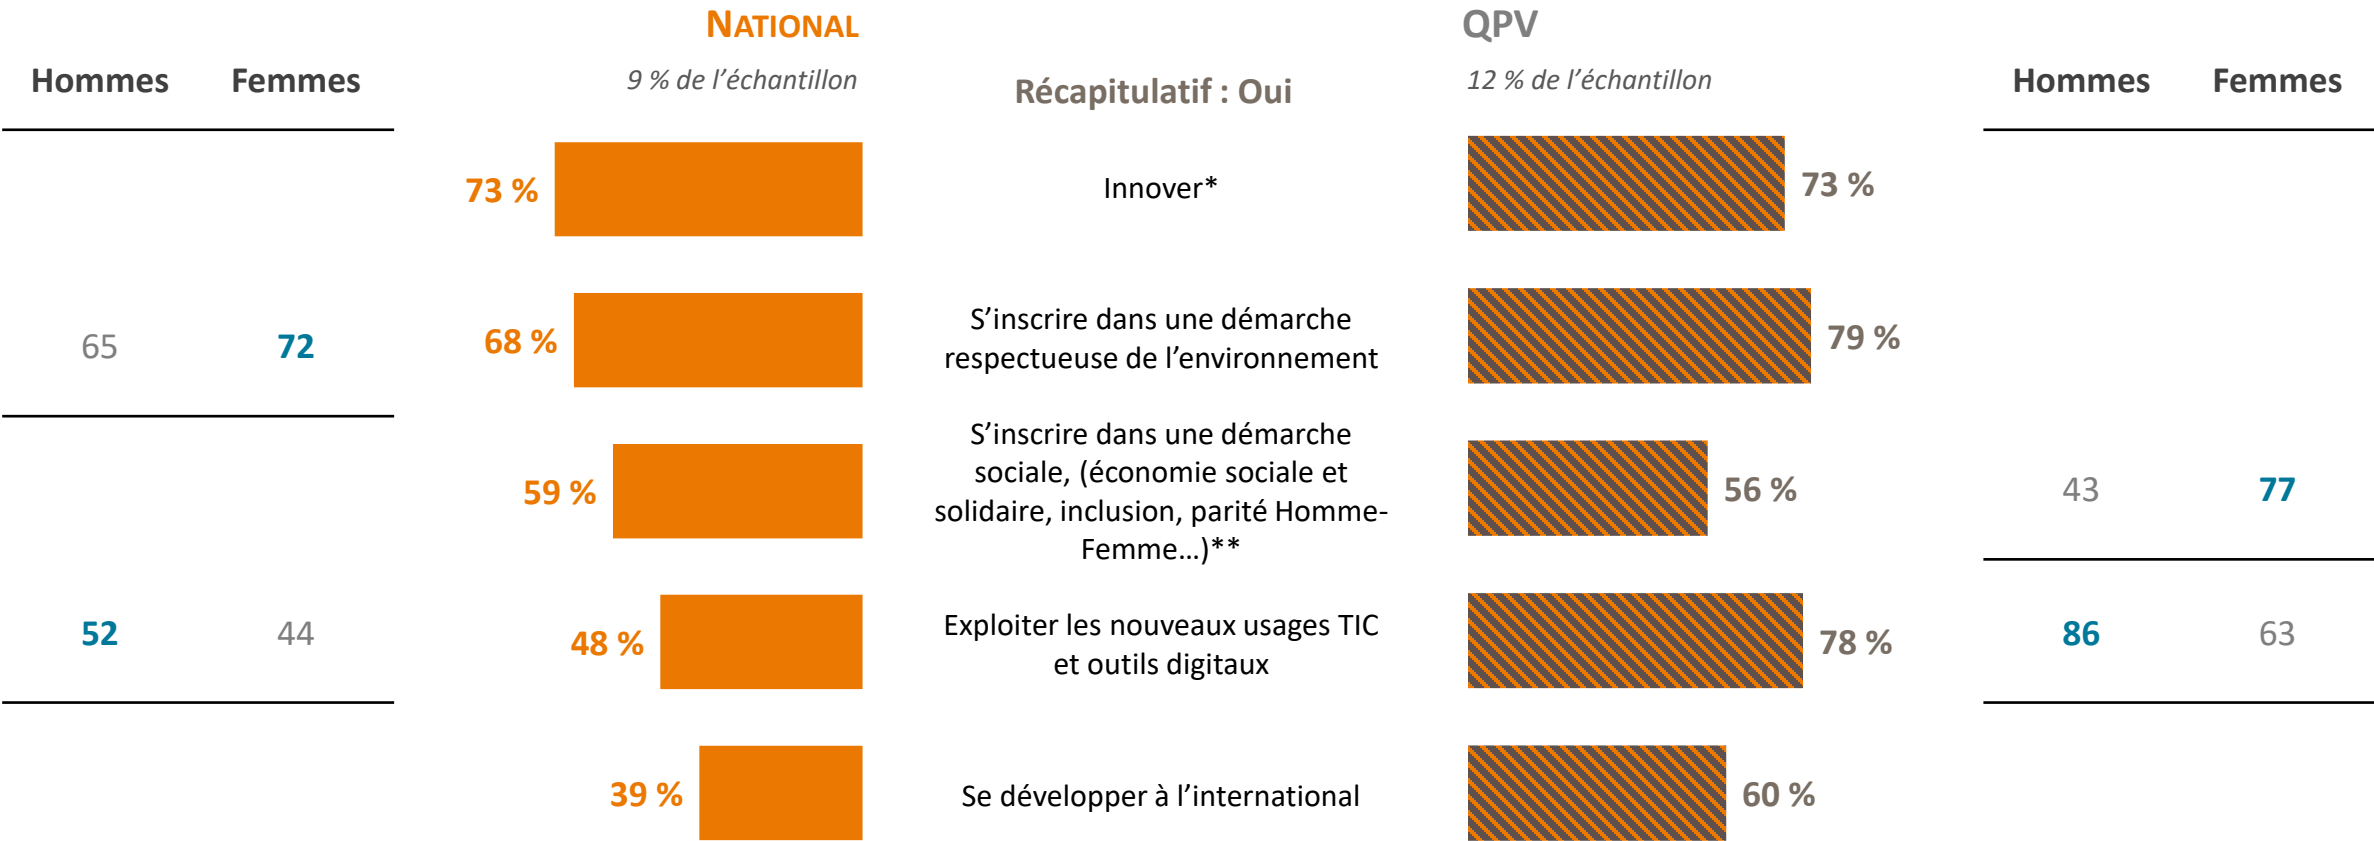 NATIONAL
QPV
Hommes Femmes
9 % de l’échantillon
Récapitulatif : Oui
12 % de l’échantillon
Hommes Femmes
73 %
Innover*
73 %
65 72
68 %
S’inscrire dans une démarche
respectueuse de l’environnement
79 %
59 %
S’inscrire dans une démarche
sociale, (économie sociale et
solidaire, inclusion, parité Homme-
Femme…)**
56 %
43 77
52 44
48 %
Exploiter les nouveaux usages TIC
et outils digitaux
78 %
86 63
39 %
Se développer à l’international
60 %